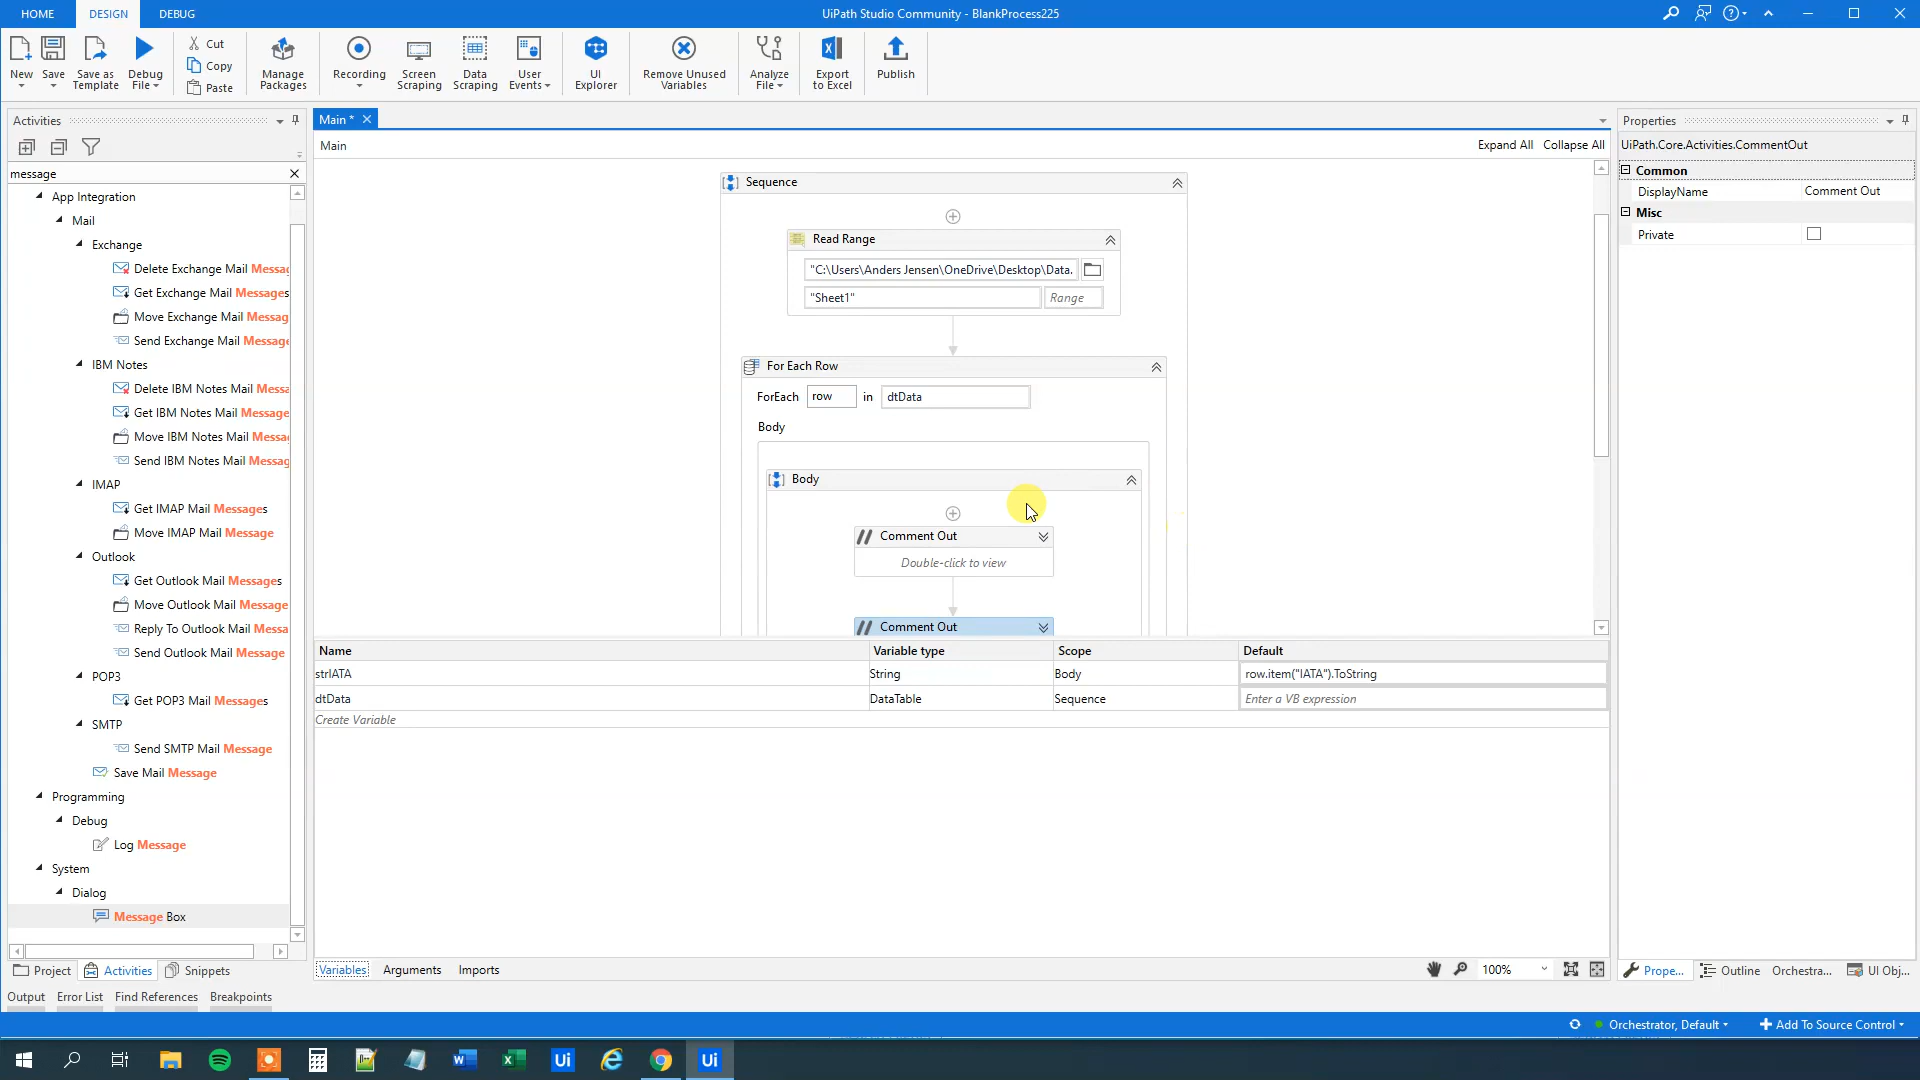 HOME
DESIGN
DEBUG
UiPath Studio Community - BlankProcess225
New
Save
Save as Template
Debug File
Cut
Copy
Paste
Manage Packages
Recording
Screen Scraping
Data Scraping
User Events
UI Explorer
Remove Unused Variables
Analyze File
Export to Excel
Publish
Activities
message
App Integration
Mail
Exchange
Delete Exchange Mail Messag
Get Exchange Mail Messages
Move Exchange Mail Messag
Send Exchange Mail Message
IBM Notes
Delete IBM Notes Mail Messa
Get IBM Notes Mail Messag
Move IBM Notes Mail Messa
Send IBM Notes Mail Messag
IMAP
Get IMAP Mail Messages
Move IMAP Mail Message
Outlook
Get Outlook Mail Messages
Move Outlook Mail Message
Reply To Outlook Mail Messa
Send Outlook Mail Message
POP3
Get POP3 Mail Messages
SMTP
Send SMTP Mail Message
Save Mail Message
Programming
Debug
Log Message
System
Dialog
Message Box
Project
Activities
Snippets
Main *
Main
Expand All
Collapse All
Sequence
Read Range
"C:\Users\Anders Jensen\OneDrive\Desktop\Data.
"Sheet1"
Range
For Each Row
ForEach row in dtData
Body
Body
Comment Out
Double-click to view
Comment Out
Name Variable type Scope Default
strIATA String Body row.item("IATA").ToString
dtData DataTable Sequence Enter a VB expression
Create Variable
Variables
Arguments
Imports
100%
Properties
UiPath.Core.Activities.CommentOut
Common
DisplayName Comment Out
Misc
Private
Prope...
Outline
Orchestra...
UI Obj...
Output
Error List
Find References
Breakpoints
Orchestrator, Default
Add To Source Control
Ui
Ui